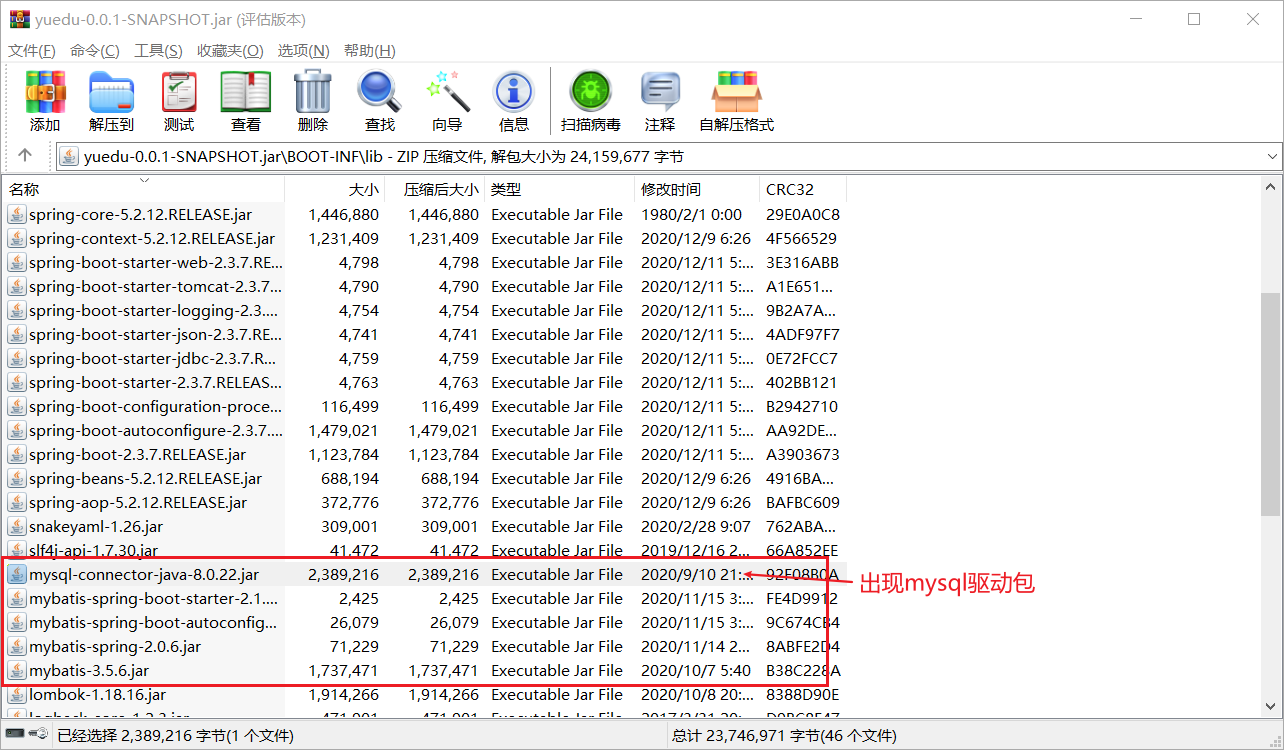 yuedu-0.0.1-SNAPSHOT.jar (评估版本)
文件(F) 命令(C) 工具(S) 收藏夹(O) 选项(N) 帮助(H)
添加 解压到 测试 查看 删除 查找 向导 信息 扫描病毒 注释 自解压格式
yuedu-0.0.1-SNAPSHOT.jar\BOOT-INF\lib - ZIP 压缩文件, 解包大小为 24,159,677 字节
名称 大小 压缩后大小 类型 修改时间 CRC32
spring-core-5.2.12.RELEASE.jar 1,446,880 1,446,880 Executable Jar File 1980/2/1 0:00 29E0A0C8
spring-context-5.2.12.RELEASE.jar 1,231,409 1,231,409 Executable Jar File 2020/12/9 6:26 4F566529
spring-boot-starter-web-2.3.7.RE... 4,798 4,798 Executable Jar File 2020/12/11 5:... 3E316ABB
spring-boot-starter-tomcat-2.3.7.... 4,790 4,790 Executable Jar File 2020/12/11 5:... A1E651...
spring-boot-starter-logging-2.3.... 4,754 4,754 Executable Jar File 2020/12/11 5:... 9B2A7A...
spring-boot-starter-json-2.3.7.RE... 4,741 4,741 Executable Jar File 2020/12/11 5:... 4ADF97F7
spring-boot-starter-jdbc-2.3.7.R... 4,759 4,759 Executable Jar File 2020/12/11 5:... 0E72FCC7
spring-boot-starter-2.3.7.RELEAS... 4,763 4,763 Executable Jar File 2020/12/11 5:... 402BB121
spring-boot-configuration-proce... 116,499 116,499 Executable Jar File 2020/12/11 5:... B2942710
spring-boot-autoconfigure-2.3.7.... 1,479,021 1,479,021 Executable Jar File 2020/12/11 5:... AA92DE...
spring-boot-2.3.7.RELEASE.jar 1,123,784 1,123,784 Executable Jar File 2020/12/11 5:... A3903673
spring-beans-5.2.12.RELEASE.jar 688,194 688,194 Executable Jar File 2020/12/9 6:26 4916BA...
spring-aop-5.2.12.RELEASE.jar 372,776 372,776 Executable Jar File 2020/12/9 6:26 BAFBC609
snakeyaml-1.26.jar 309,001 309,001 Executable Jar File 2020/2/28 9:07 762ABA...
slf4j-api-1.7.30.jar 41,472 41,472 Executable Jar File 2019/12/16 2... 66A852EE
mysql-connector-java-8.0.22.jar 2,389,216 2,389,216 Executable Jar File 2020/9/10 21:... 92F08B0A
出现mysql驱动包
mybatis-spring-boot-starter-2.1.... 2,425 2,425 Executable Jar File 2020/11/15 3:... FE4D9912
mybatis-spring-boot-autoconfig... 26,079 26,079 Executable Jar File 2020/11/15 3:... 9C674CB4
mybatis-spring-2.0.6.jar 71,229 71,229 Executable Jar File 2020/11/14 2... 8ABFE2D4
mybatis-3.5.6.jar 1,737,471 1,737,471 Executable Jar File 2020/10/7 5:40 B38C228A
lombok-1.18.16.jar 1,914,266 1,914,266 Executable Jar File 2020/10/8 20:... 8388D90E
已经选择 2,389,216 字节(1 个文件) 总计 23,746,971 字节(46 个文件)